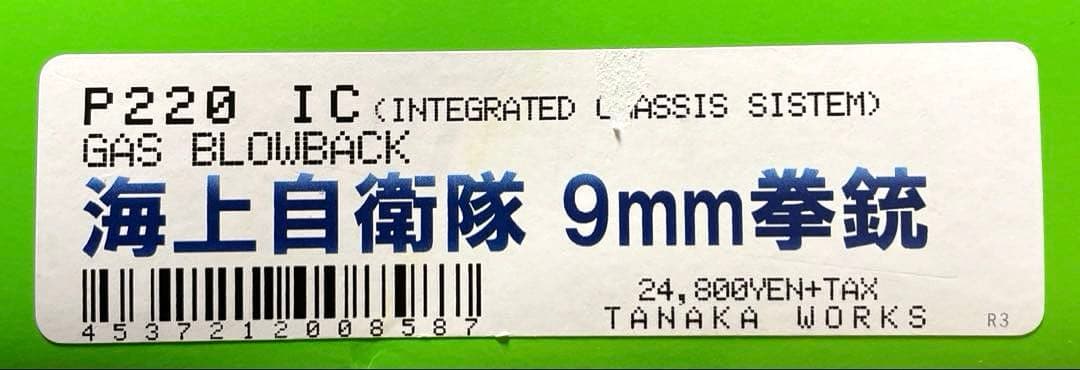 P220 IC (INTEGRATED C ASSIS SISTEM)
GAS BLOWBACK
海上自衛隊 9mm拳銃
4537212008587
24,800YEN+TAX
TANAKA WORKS
R3